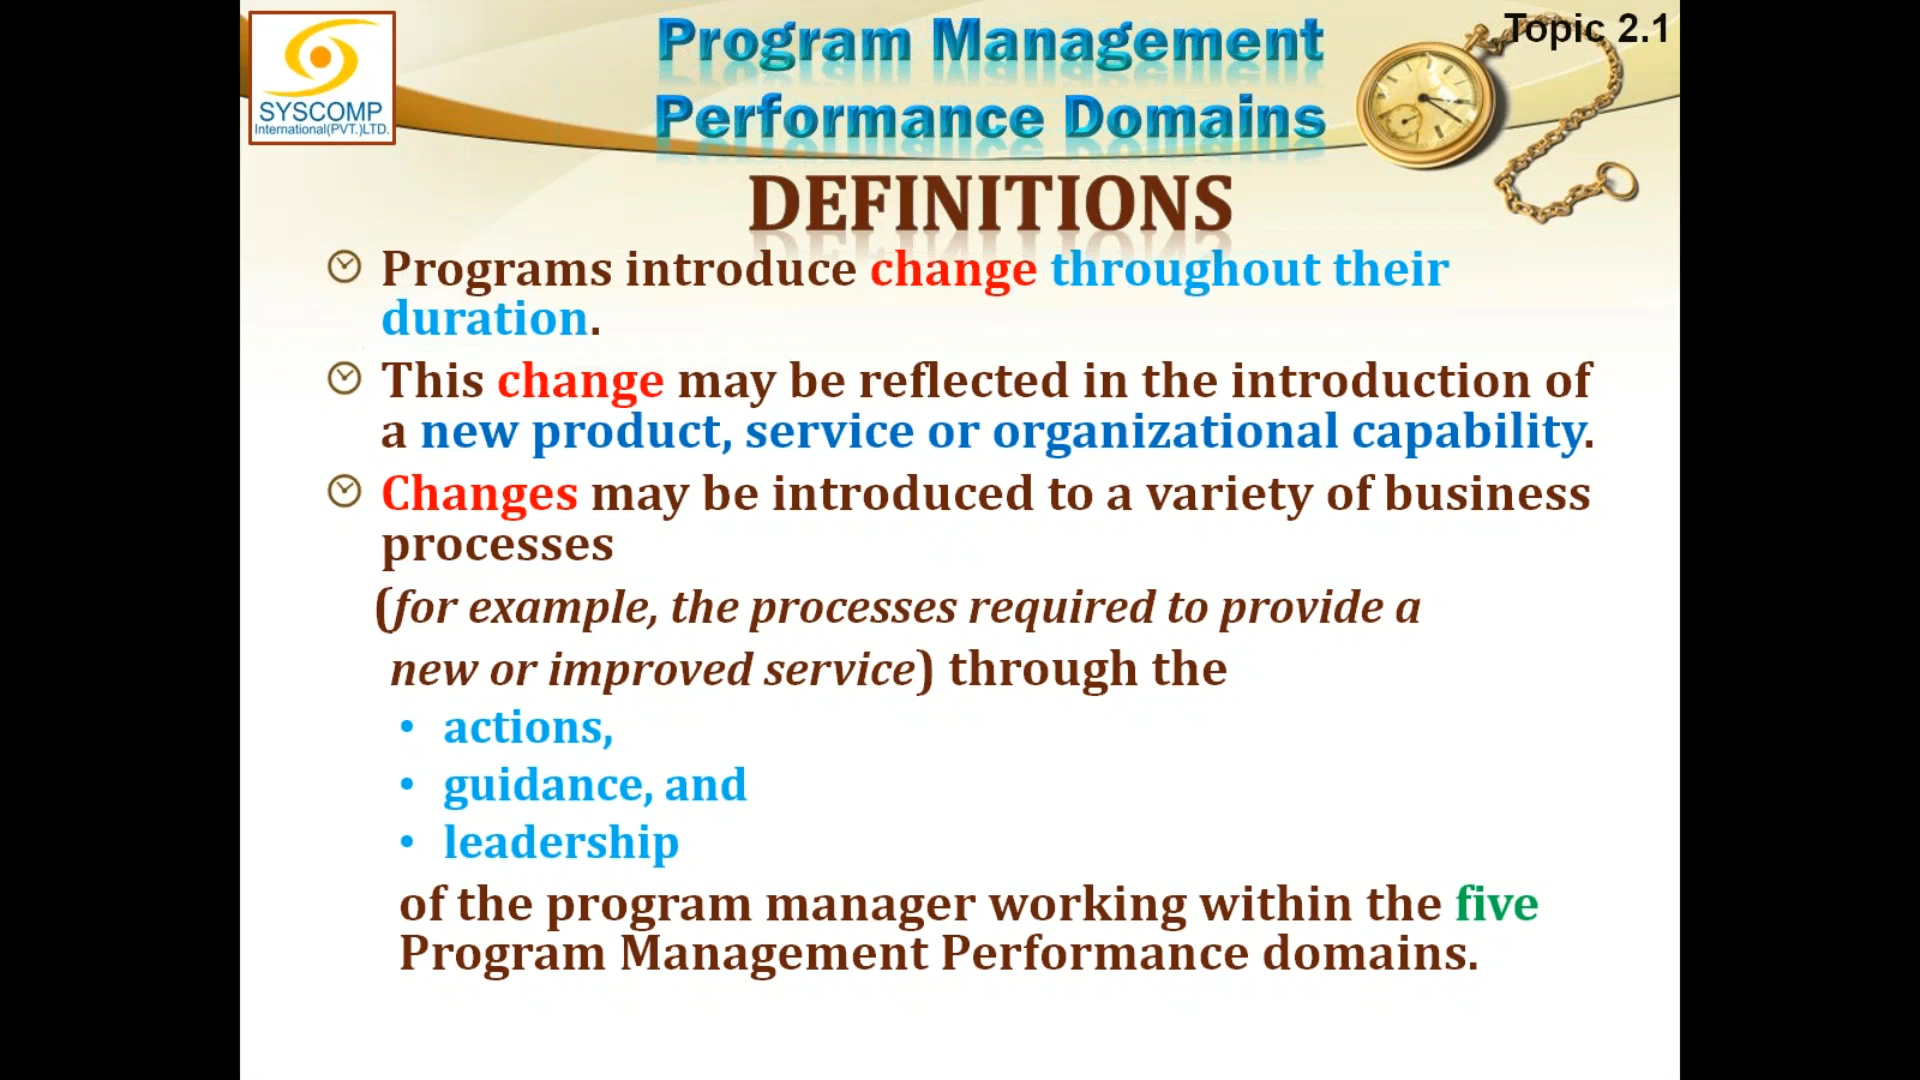 SYSCOMP
International(PVT.)LTD.
Topic 2.1
Program Management
Performance Domains
DEFINITIONS
Programs introduce change throughout their
duration.
This change may be reflected in the introduction of
a new product, service or organizational capability.
Changes may be introduced to a variety of business
processes
(for example, the processes required to provide a
new or improved service) through the
• actions,
• guidance, and
• leadership
of the program manager working within the five
Program Management Performance domains.